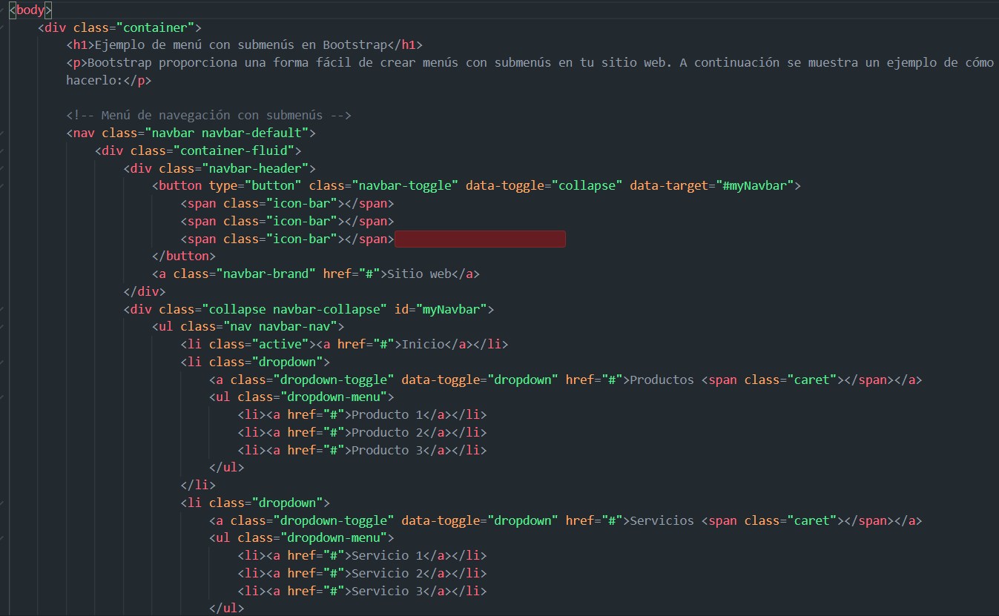 <body>
<div class="container">
<h1>Ejemplo de menú con submenús en Bootstrap</h1>
<p>Bootstrap proporciona una forma fácil de crear menús con submenús en tu sitio web. A continuación se muestra un ejemplo de cómo
hacerlo:</p>
<!-- Menú de navegación con submenús -->
<nav class="navbar navbar-default">
<div class="container-fluid">
<div class="navbar-header">
<button type="button" class="navbar-toggle" data-toggle="collapse" data-target="#myNavbar">
<span class="icon-bar"></span>
<span class="icon-bar"></span>
<span class="icon-bar"></span>
</button>
<a class="navbar-brand" href="#">Sitio web</a>
</div>
<div class="collapse navbar-collapse" id="myNavbar">
<ul class="nav navbar-nav">
<li class="active"><a href="#">Inicio</a></li>
<li class="dropdown">
<a class="dropdown-toggle" data-toggle="dropdown" href="#">Productos <span class="caret"></span></a>
<ul class="dropdown-menu">
<li><a href="#">Producto 1</a></li>
<li><a href="#">Producto 2</a></li>
<li><a href="#">Producto 3</a></li>
</ul>
</li>
<li class="dropdown">
<a class="dropdown-toggle" data-toggle="dropdown" href="#">Servicios <span class="caret"></span></a>
<ul class="dropdown-menu">
<li><a href="#">Servicio 1</a></li>
<li><a href="#">Servicio 2</a></li>
<li><a href="#">Servicio 3</a></li>
</ul>